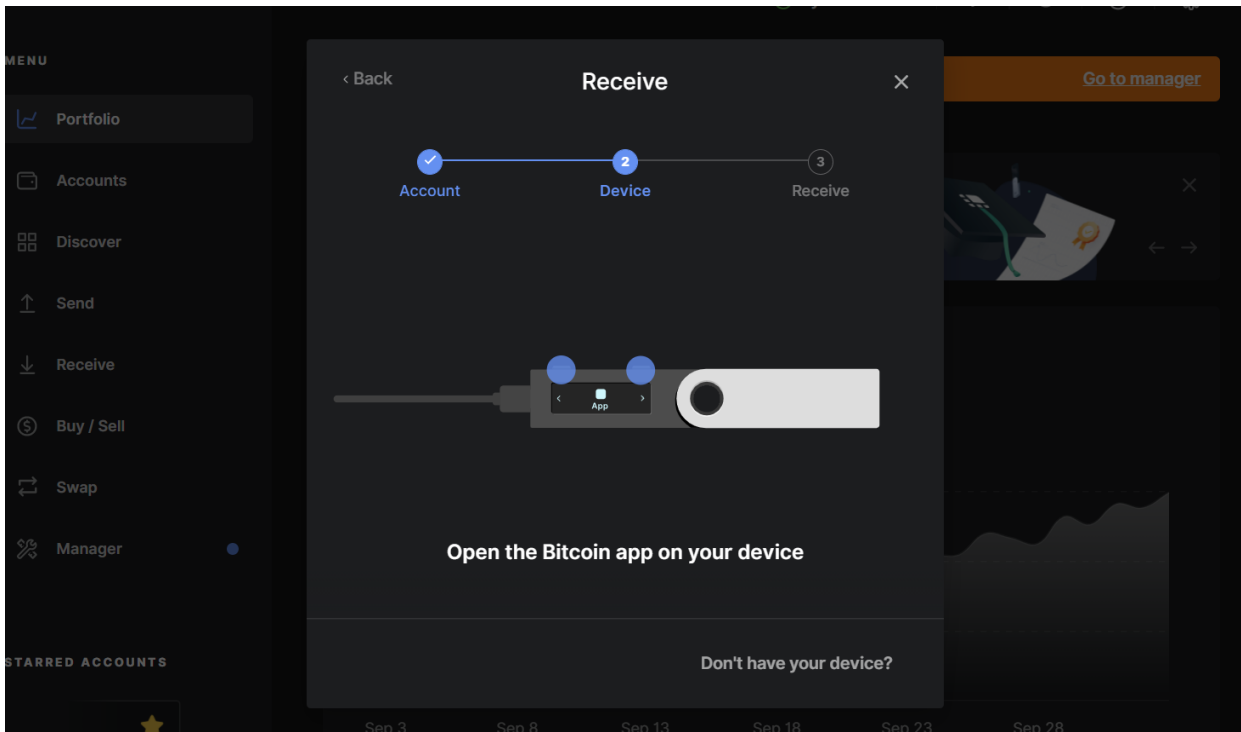 MENU
Portfolio
Accounts
Discover
Send
Receive
Buy / Sell
Swap
Manager
STARRED ACCOUNTS
‹ Back
Receive
2
3
Account
Device
Receive
App
Open the Bitcoin app on your device
Don't have your device?
Go to manager
Sep 3
Sep 8
Sep 13
Sep 18
Sep 23
Sep 28